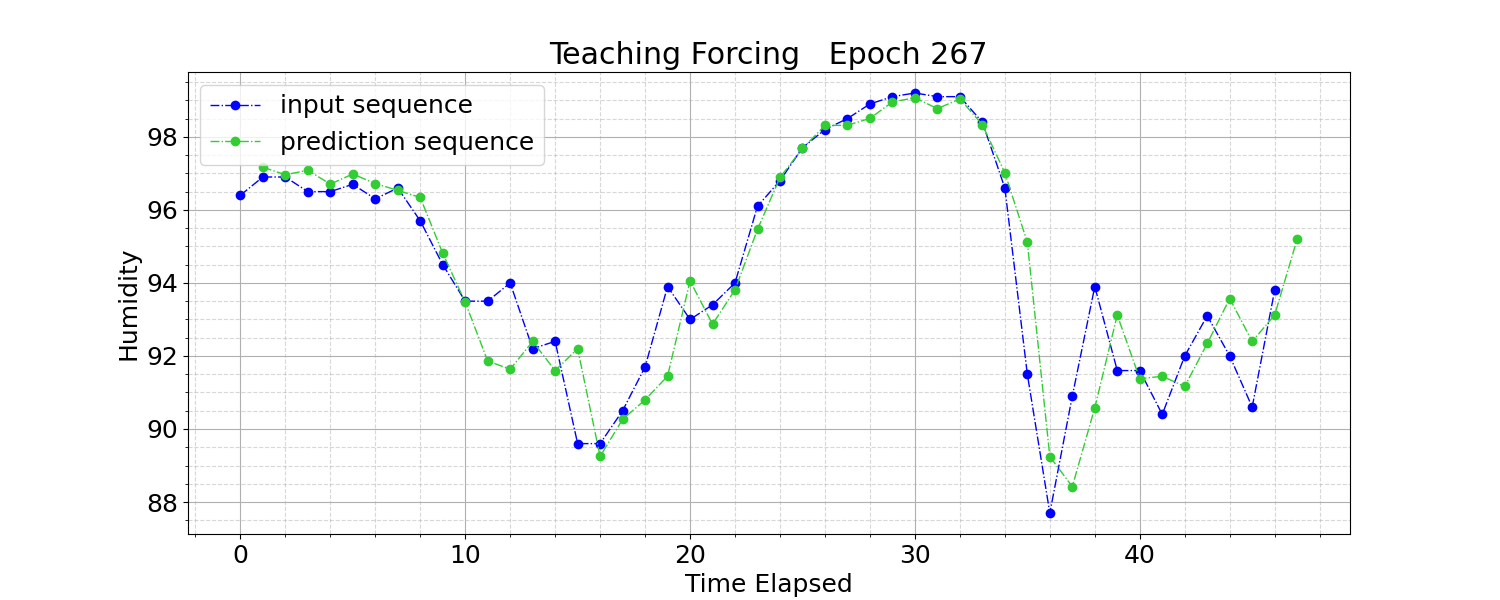 Teaching Forcing   Epoch 267
input sequence
prediction sequence
98
96
94
92
90
88
Humidity
0 10 20 30 40
Time Elapsed